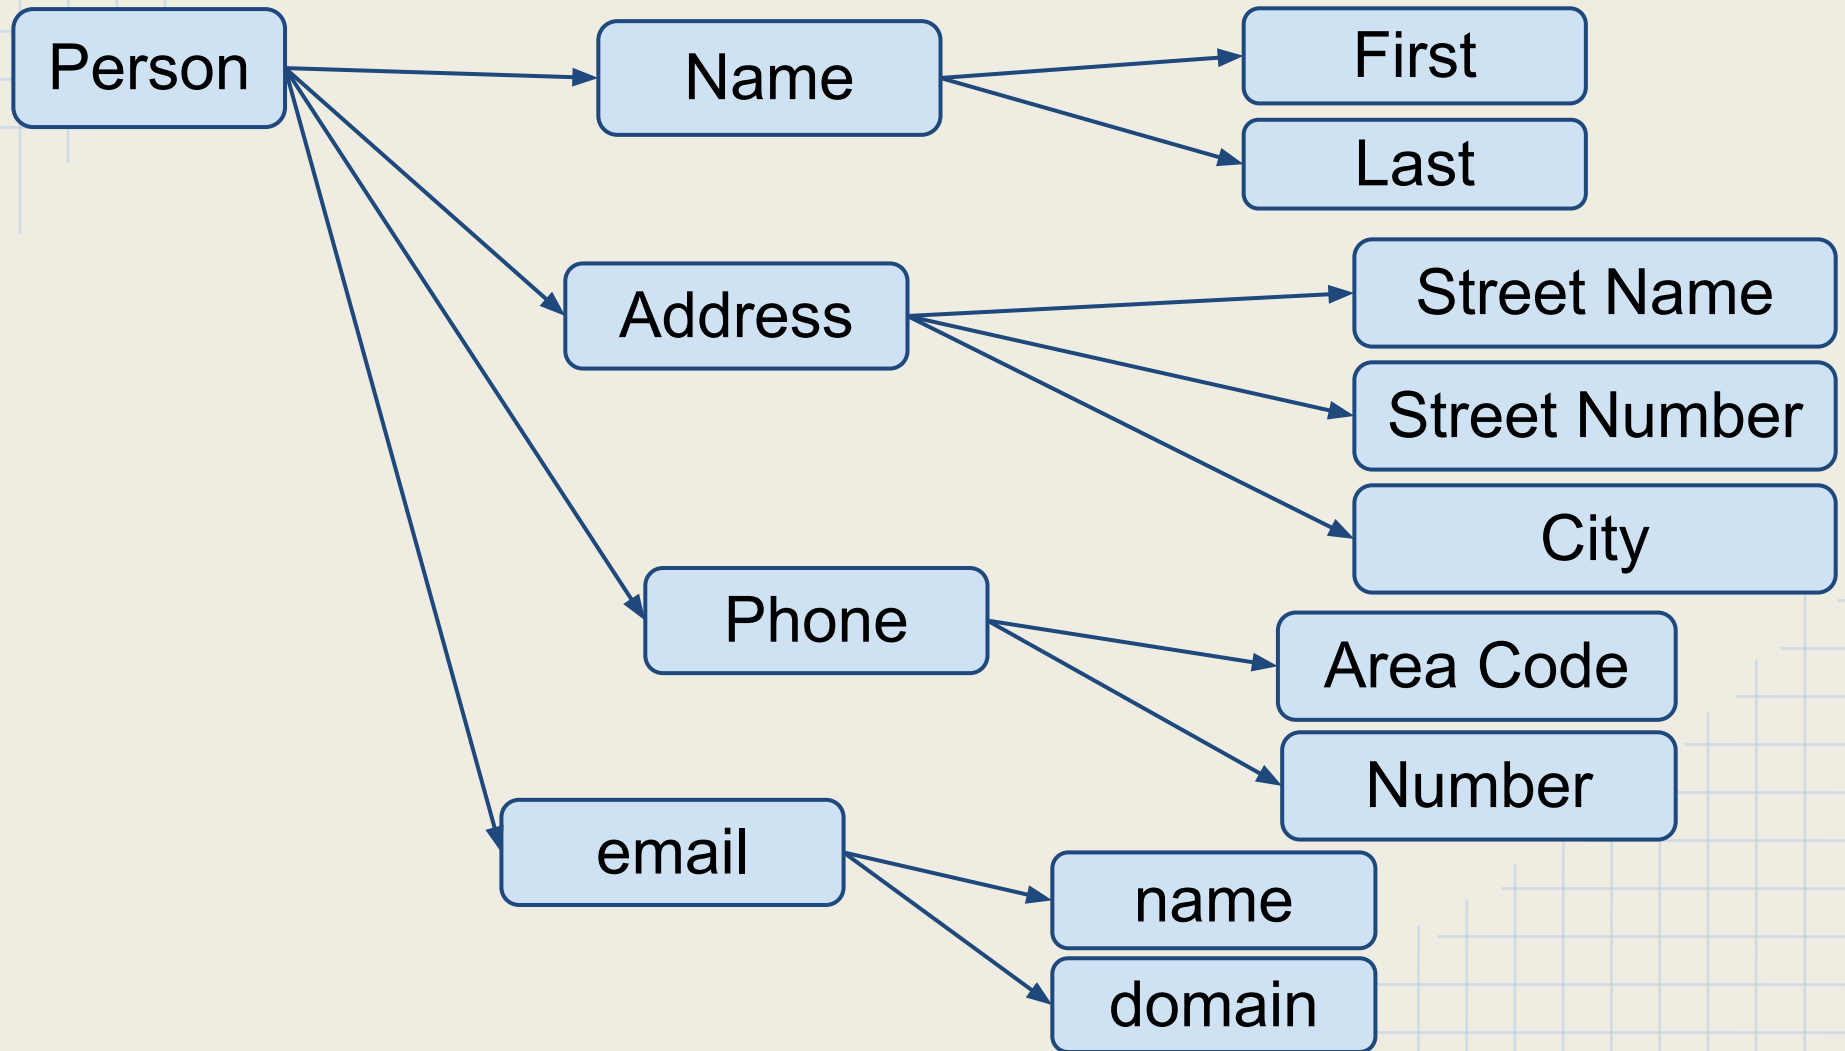 Person
Name
First
Last
Address
Street Name
Street Number
City
Phone
Area Code
Number
email
name
domain